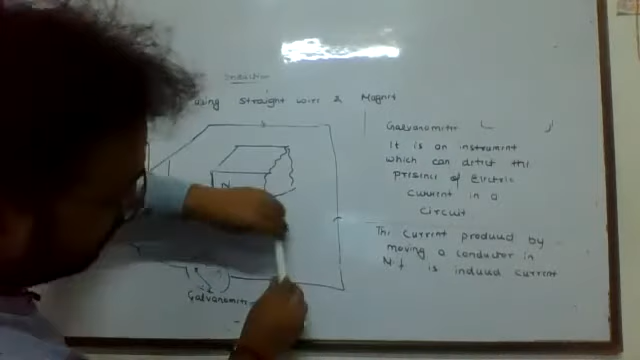 Induction
using straight wire & Magnet
Galvanometer
It is an instrument
which can detect the
presence of Electric
current in a
circuit
The current produced by
moving a conductor in
M.f is induced current
N
Galvanometer